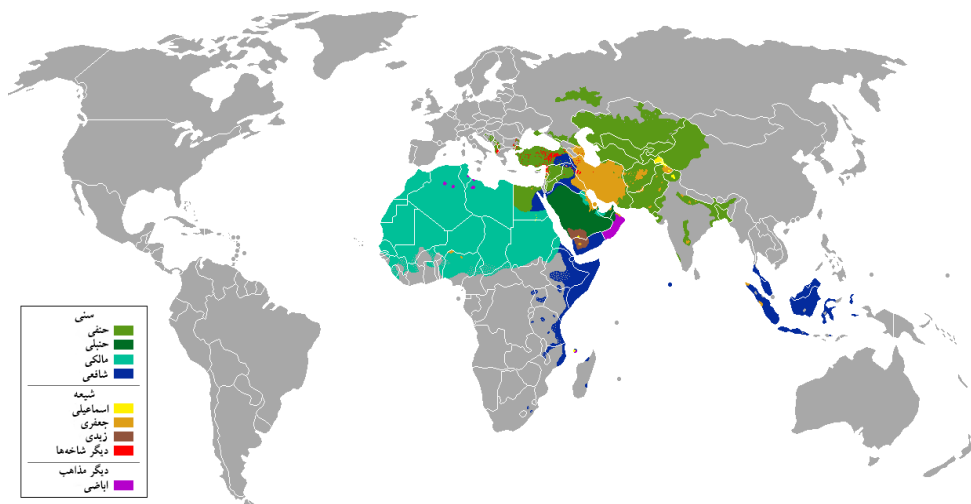 سنی
حنفی
حنبلی
مالکی
شافعی
شیعه
اسماعیلی
جعفری
زیدی
دیگر شاخه‌ها
دیگر مذاهب
اباضی